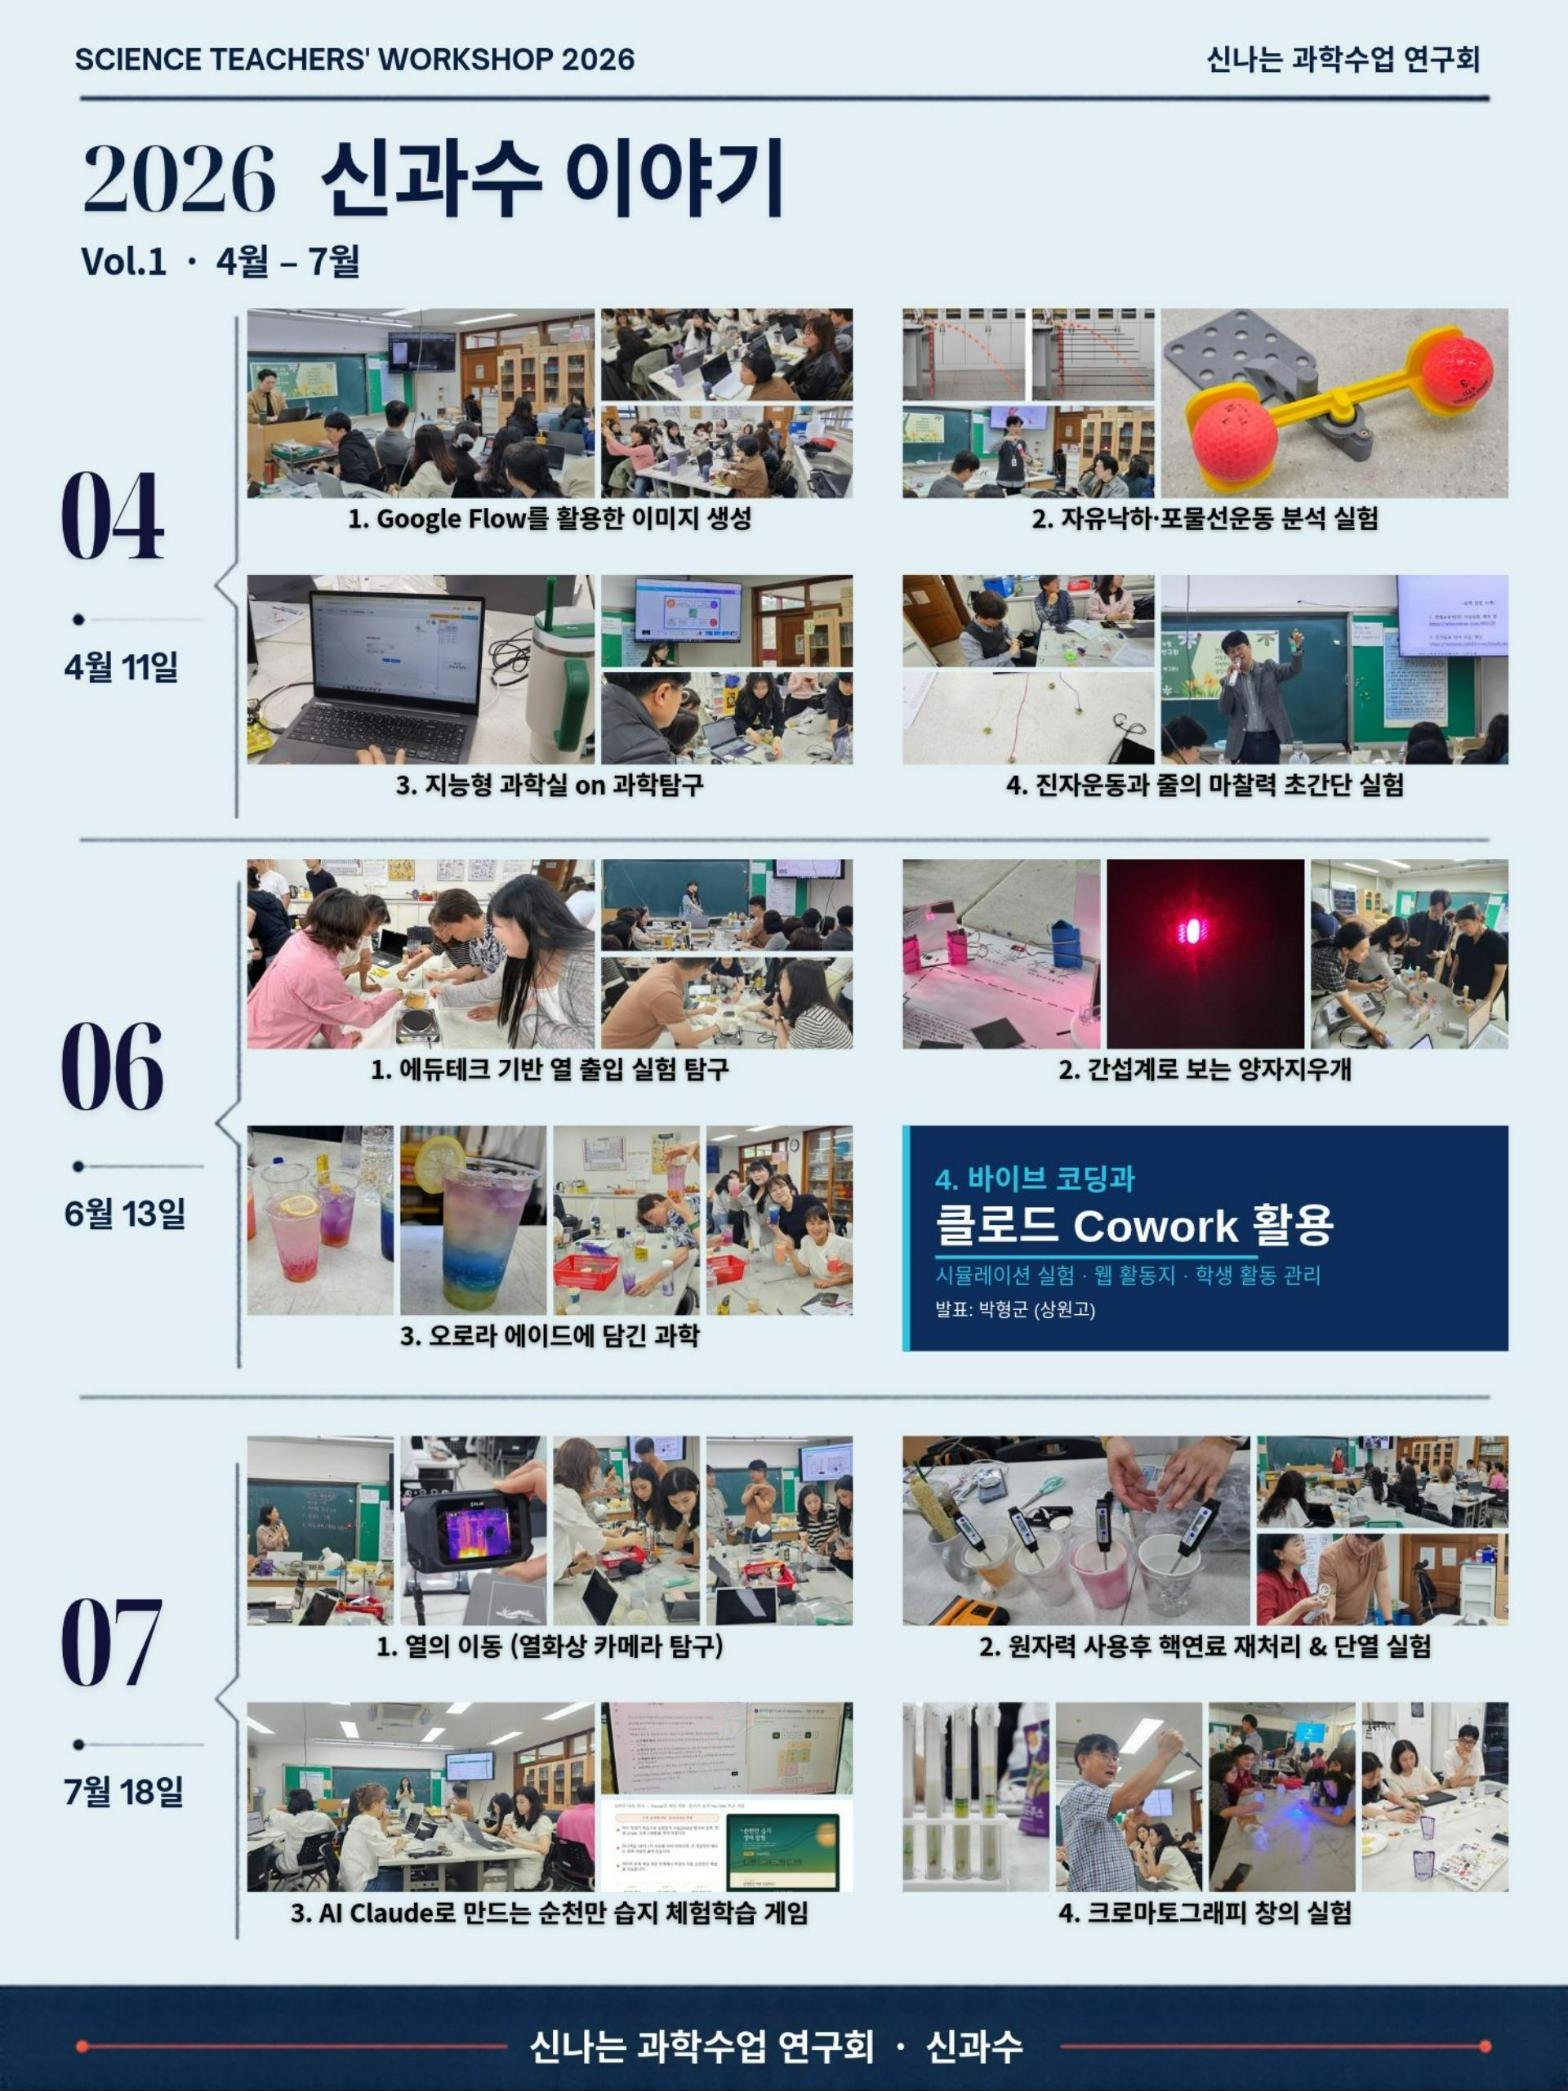 SCIENCE TEACHERS' WORKSHOP 2026
신나는 과학수업 연구회
2026 신과수 이야기
Vol.1 · 4월 – 7월
04
4월 11일
1. Google Flow를 활용한 이미지 생성
2. 자유낙하·포물선운동 분석 실험
3. 지능형 과학실 on 과학탐구
4. 진자운동과 줄의 마찰력 초간단 실험
06
6월 13일
1. 에듀테크 기반 열 출입 실험 탐구
2. 간섭계로 보는 양자지우개
3. 오로라 에이드에 담긴 과학
4. 바이브 코딩과
클로드 Cowork 활용
시뮬레이션 실험 · 웹 활동지 · 학생 활동 관리
발표: 박형군 (상원고)
07
7월 18일
1. 열의 이동 (열화상 카메라 탐구)
2. 원자력 사용후 핵연료 재처리 & 단열 실험
3. AI Claude로 만드는 순천만 습지 체험학습 게임
4. 크로마토그래피 창의 실험
신나는 과학수업 연구회 · 신과수